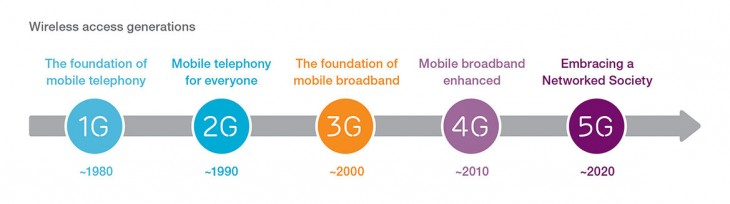 Wireless access generations
The foundation of
mobile telephony
Mobile telephony
for everyone
The foundation of
mobile broadband
Mobile broadband
enhanced
Embracing a
Networked Society
1G
2G
3G
4G
5G
~1980
~1990
~2000
~2010
~2020